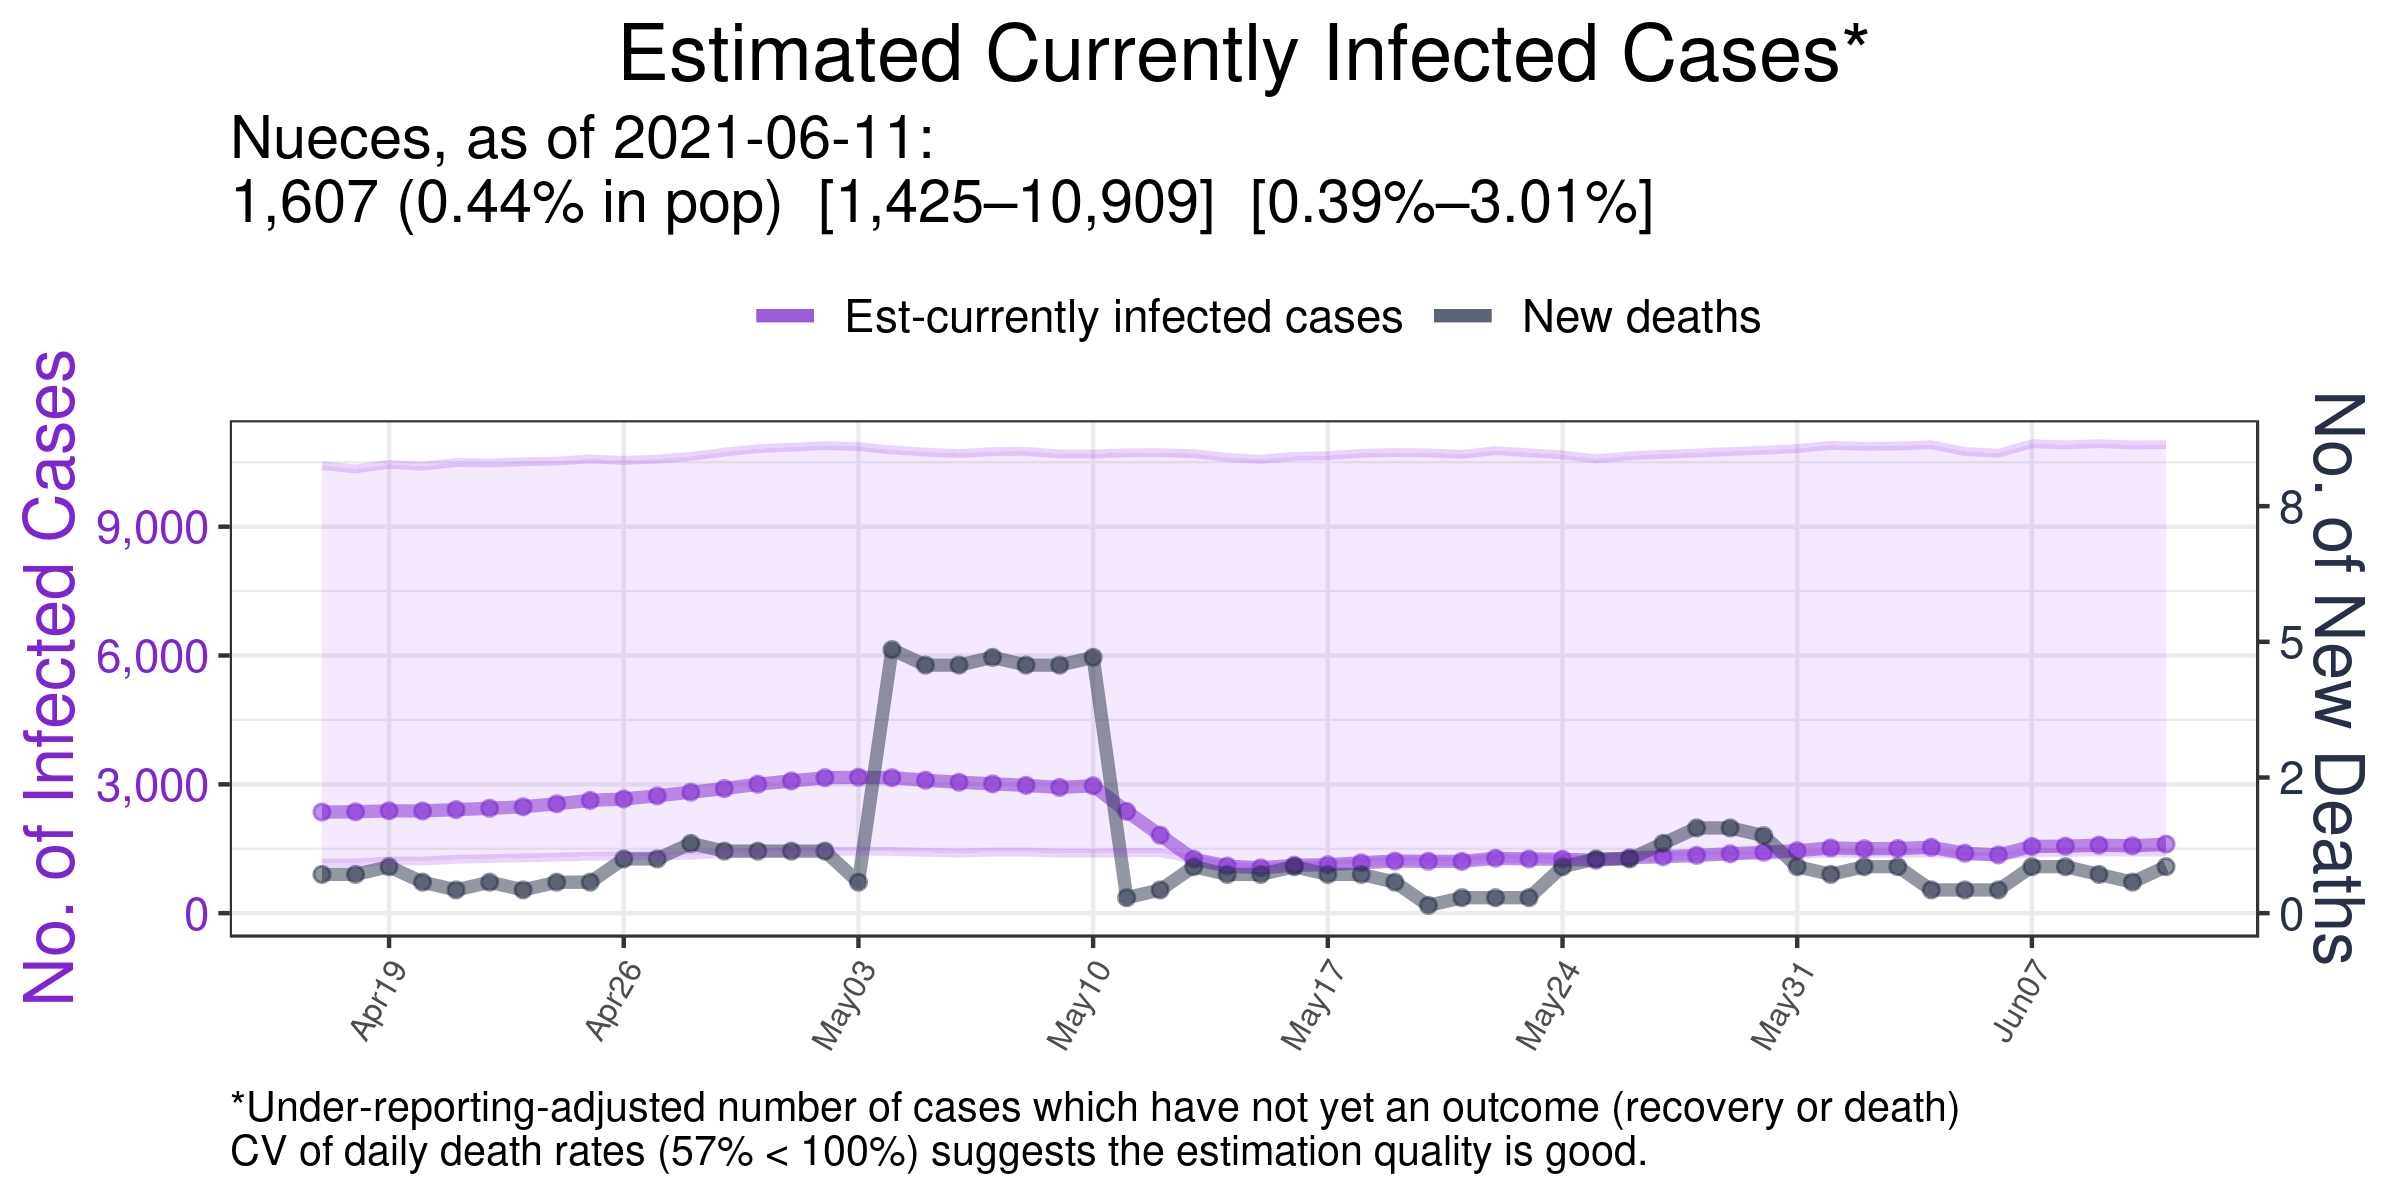 Estimated Currently Infected Cases*
Nueces, as of 2021-06-11:
1,607 (0.44% in pop)  [1,425–10,909]  [0.39%–3.01%]
Est-currently infected cases
New deaths
No. of Infected Cases
9,000
6,000
3,000
0
8
5
2
0
No. of New Deaths
Apr19
Apr26
May03
May10
May17
May24
May31
Jun07
*Under-reporting-adjusted number of cases which have not yet an outcome (recovery or death)
CV of daily death rates (57% < 100%) suggests the estimation quality is good.